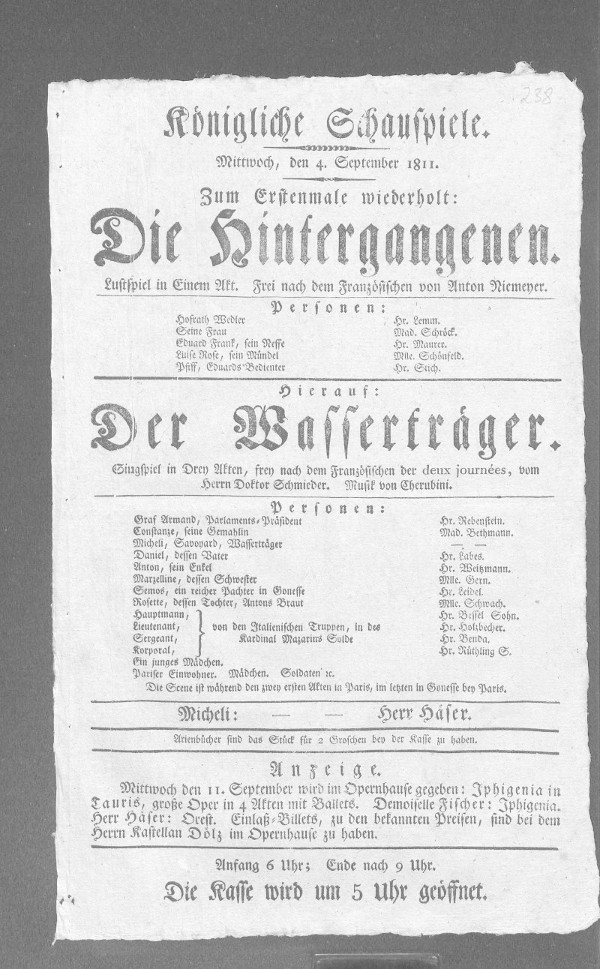 238
Königliche Schauspiele.
Mittwoch, den 4. September 1811.
Zum Erstenmale wiederholt:
Die Hintergangenen.
Lustspiel in Einem Akt. Frei nach dem Französischen von Anton Niemeyer.
Personen:
Hofrath Wedler Hr. Lemm.
Seine Frau Mad. Schröck.
Eduard Frank, sein Neffe Hr. Maurer.
Luise Rose, sein Mündel Mlle. Schönfeld.
Pfiff, Eduards Bedienter Hr. Stich.
Hierauf:
Der Wasserträger.
Singspiel in Drey Akten, frey nach dem Französischen der deux journées, vom
Herrn Doktor Schmieder. Musik von Cherubini.
Personen:
Graf Armand, Parlaments-Präsident Hr. Rebenstein.
Constanze, seine Gemahlin Mad. Bethmann.
Micheli, Savoyard, Wasserträger — —
Daniel, dessen Vater Hr. Labes.
Anton, sein Enkel Hr. Weitzmann.
Marzelline, dessen Schwester Mlle. Gern.
Semos, ein reicher Pachter in Gonesse Hr. Leidel.
Rosette, dessen Tochter, Antons Braut Mlle. Schwach.
Hauptmann, Hr. Bessel Sohn.
Lieutenant, von den Italienischen Truppen, in des Hr. Holzbecher.
Sergeant, Kardinal Mazarins Solde Hr. Benda.
Korporal, Hr. Rüthling S.
Ein junges Mädchen.
Pariser Einwohner. Mädchen. Soldaten ꝛc.
Die Scene ist während den zwey ersten Akten in Paris, im letzten in Gonesse bey Paris.
Micheli: — — Herr Häser.
Arienbücher sind das Stück für 2 Groschen bey der Kasse zu haben.
Anzeige.
Mittwoch den 11. September wird im Opernhause gegeben: Iphigenia in
Tauris, große Oper in 4 Akten mit Ballets. Demoiselle Fischer: Iphigenia.
Herr Häser: Orest. Einlaß-Billets, zu den bekannten Preisen, sind bei dem
Herrn Kastellan Dölz im Opernhause zu haben.
Anfang 6 Uhr; Ende nach 9 Uhr.
Die Kasse wird um 5 Uhr geöffnet.